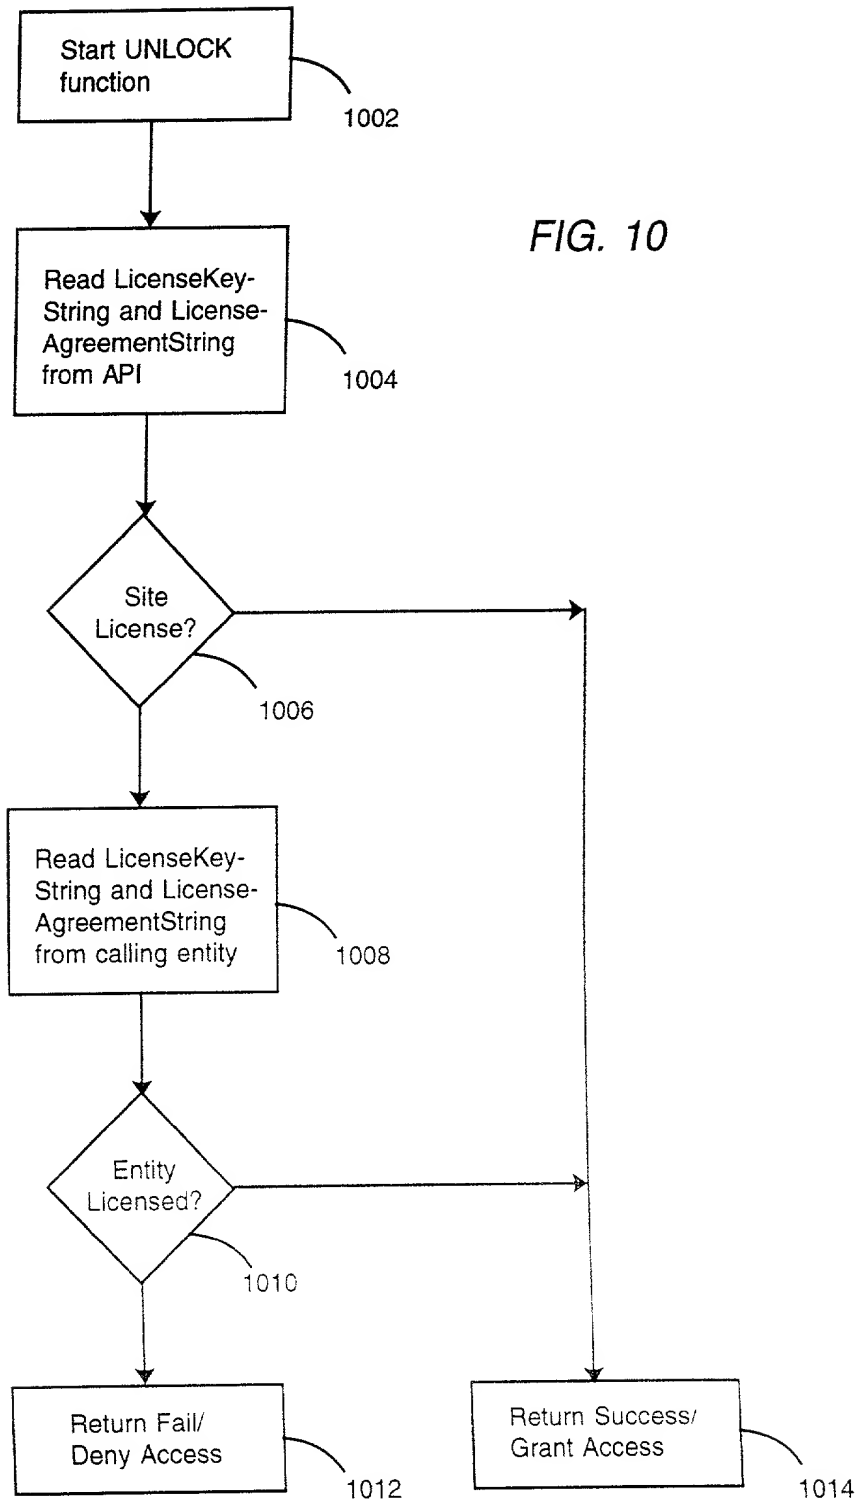 Start UNLOCK
function
1002
FIG. 10
Read LicenseKey-
String and License-
AgreementString
from API
1004
Site
License?
1006
Read LicenseKey-
String and License-
AgreementString
from calling entity
1008
Entity
Licensed?
1010
Return Fail/
Deny Access
1012
Return Success/
Grant Access
1014